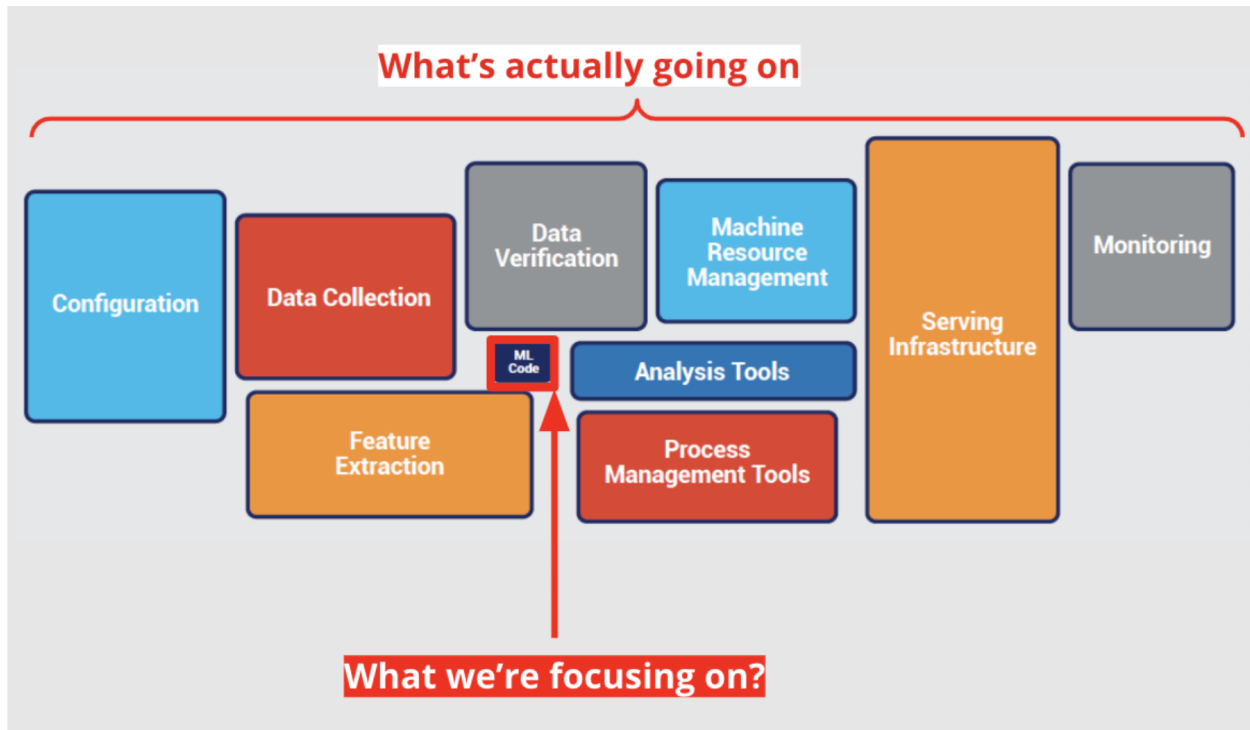 What’s actually going on
Configuration
Data Collection
Data
Verification
Machine
Resource
Management
Serving
Infrastructure
Monitoring
ML
Code
Analysis Tools
Feature
Extraction
Process
Management Tools
What we’re focusing on?